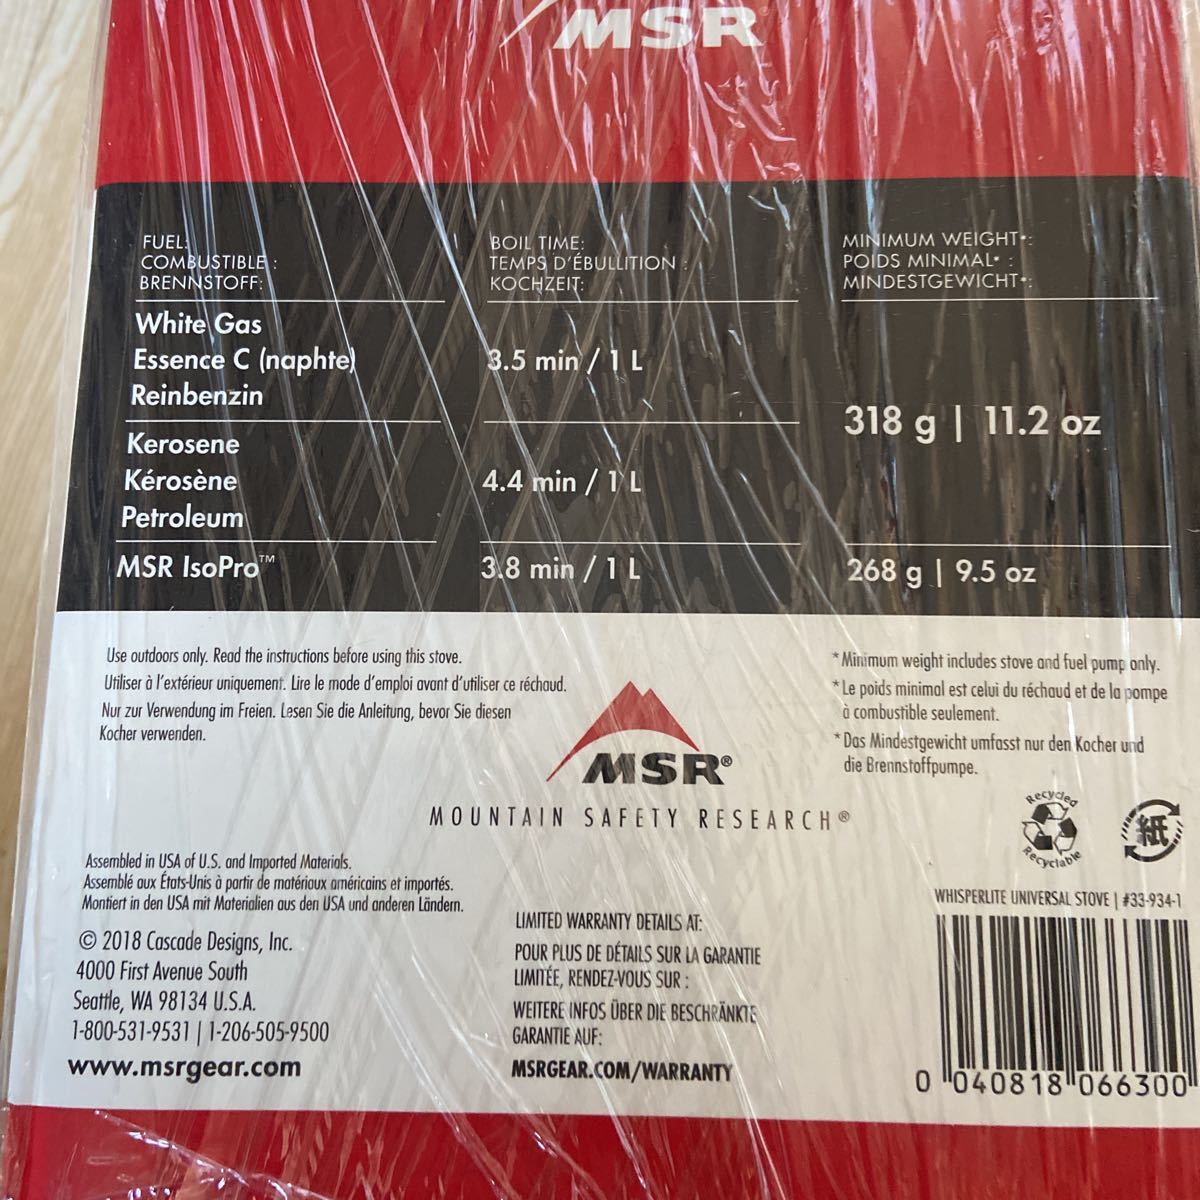 MSR
FUEL:
COMBUSTIBLE :
BRENNSTOFF:
BOIL TIME:
TEMPS D'ÉBULLITION :
KOCHZEIT:
MINIMUM WEIGHT*:
POIDS MINIMAL* :
MINDESTGEWICHT*:
White Gas
Essence C (naphte)
Reinbenzin
3.5 min / 1 L
Kerosene
Kérosène
Petroleum
4.4 min / 1 L
318 g | 11.2 oz
MSR IsoPro™
3.8 min / 1 L
268 g | 9.5 oz
Use outdoors only. Read the instructions before using this stove.
Utiliser à l'extérieur uniquement. Lire le mode d'emploi avant d'utiliser ce réchaud.
Nur zur Verwendung im Freien. Lesen Sie die Anleitung, bevor Sie diesen
Kocher verwenden.
*Minimum weight includes stove and fuel pump only.
*Le poids minimal est celui du réchaud et de la pompe
à combustible seulement.
*Das Mindestgewicht umfasst nur den Kocher und
die Brennstoffpumpe.
MSR®
MOUNTAIN SAFETY RESEARCH®
Recycled
Recyclable
紙
Assembled in USA of U.S. and Imported Materials.
Assemblé aux États-Unis à partir de matériaux américains et importés.
Montiert in den USA mit Materialien aus den USA und anderen Ländern.
© 2018 Cascade Designs, Inc.
4000 First Avenue South
Seattle, WA 98134 U.S.A.
1-800-531-9531 | 1-206-505-9500
www.msrgear.com
LIMITED WARRANTY DETAILS AT:
POUR PLUS DE DÉTAILS SUR LA GARANTIE
LIMITÉE, RENDEZ-VOUS SUR :
WEITERE INFOS ÜBER DIE BESCHRÄNKTE
GARANTIE AUF:
MSRGEAR.COM/WARRANTY
WHISPERLITE UNIVERSAL STOVE | #33-934-1
0 040818 066300